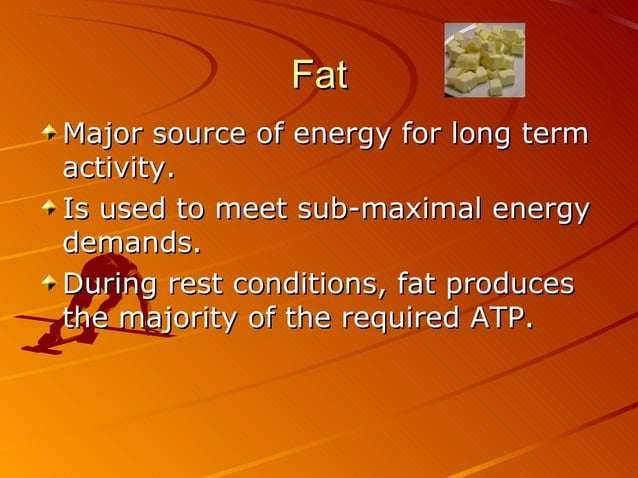 Fat
Major source of energy for long term
activity.
Is used to meet sub-maximal energy
demands.
During rest conditions, fat produces
the majority of the required ATP.